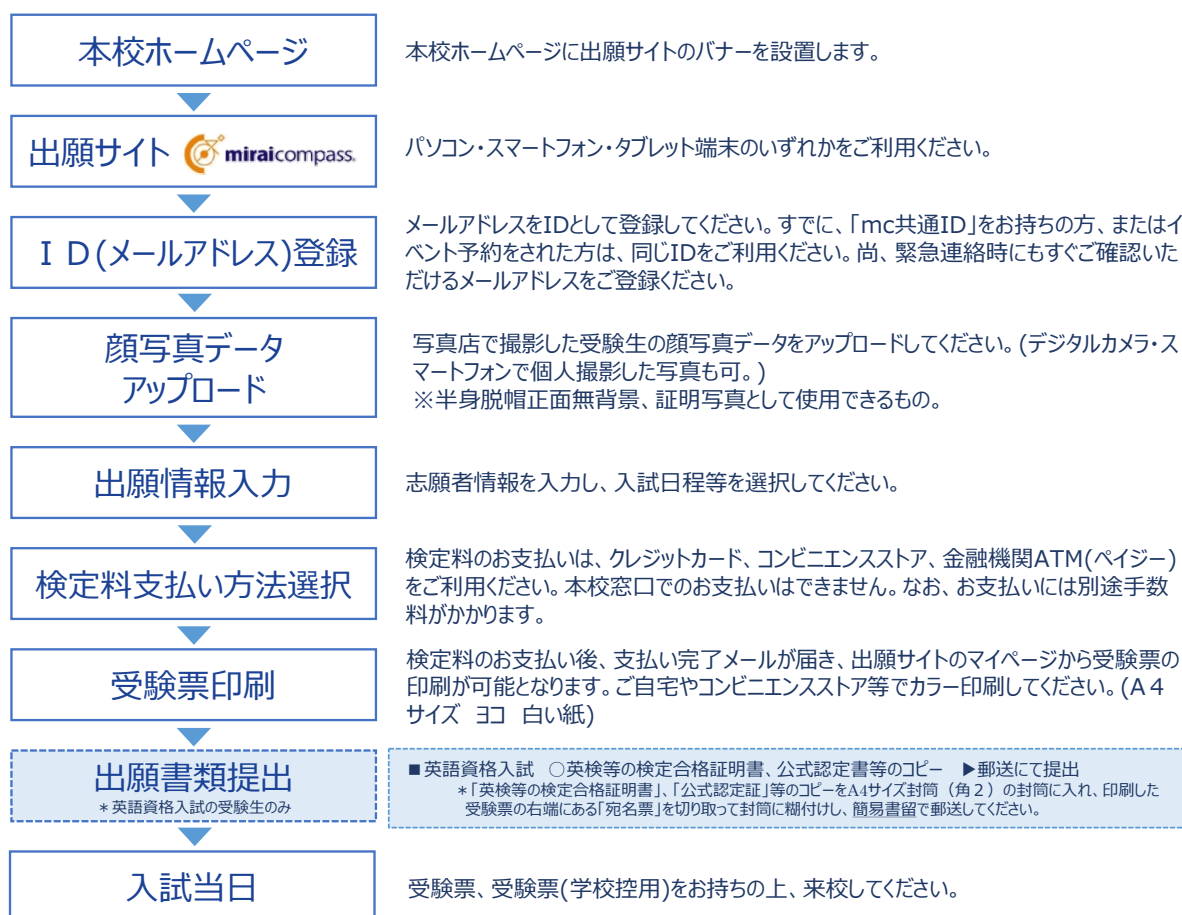 本校ホームページ
本校ホームページに出願サイトのバナーを設置します。
出願サイト miraicompass.
パソコン・スマートフォン・タブレット端末のいずれかをご利用ください。
ＩＤ(メールアドレス)登録
メールアドレスをIDとして登録してください。すでに、「mc共通ID」をお持ちの方、またはイ
ベント予約をされた方は、同じIDをご利用ください。尚、緊急連絡時にもすぐご確認いた
だけるメールアドレスをご登録ください。
顔写真データ
アップロード
写真店で撮影した受験生の顔写真データをアップロードしてください。(デジタルカメラ・ス
マートフォンで個人撮影した写真も可。)
※半身脱帽正面無背景、証明写真として使用できるもの。
出願情報入力
志願者情報を入力し、入試日程等を選択してください。
検定料支払い方法選択
検定料のお支払いは、クレジットカード、コンビニエンスストア、金融機関ATM(ペイジー)
をご利用ください。本校窓口でのお支払いはできません。なお、お支払いには別途手数
料がかかります。
受験票印刷
検定料のお支払い後、支払い完了メールが届き、出願サイトのマイページから受験票の
印刷が可能となります。ご自宅やコンビニエンスストア等でカラー印刷してください。(A４
サイズ　ヨコ　白い紙)
出願書類提出
＊英語資格入試の受験生のみ
■英語資格入試　○英検等の検定合格証明書、公式認定書等のコピー　▶郵送にて提出
＊「英検等の検定合格証明書」、「公式認定証」等のコピーをA4サイズ封筒（角２）の封筒に入れ、印刷した
受験票の右端にある「宛名票」を切り取って封筒に糊付けし、簡易書留で郵送してください。
入試当日
受験票、受験票(学校控用)をお持ちの上、来校してください。